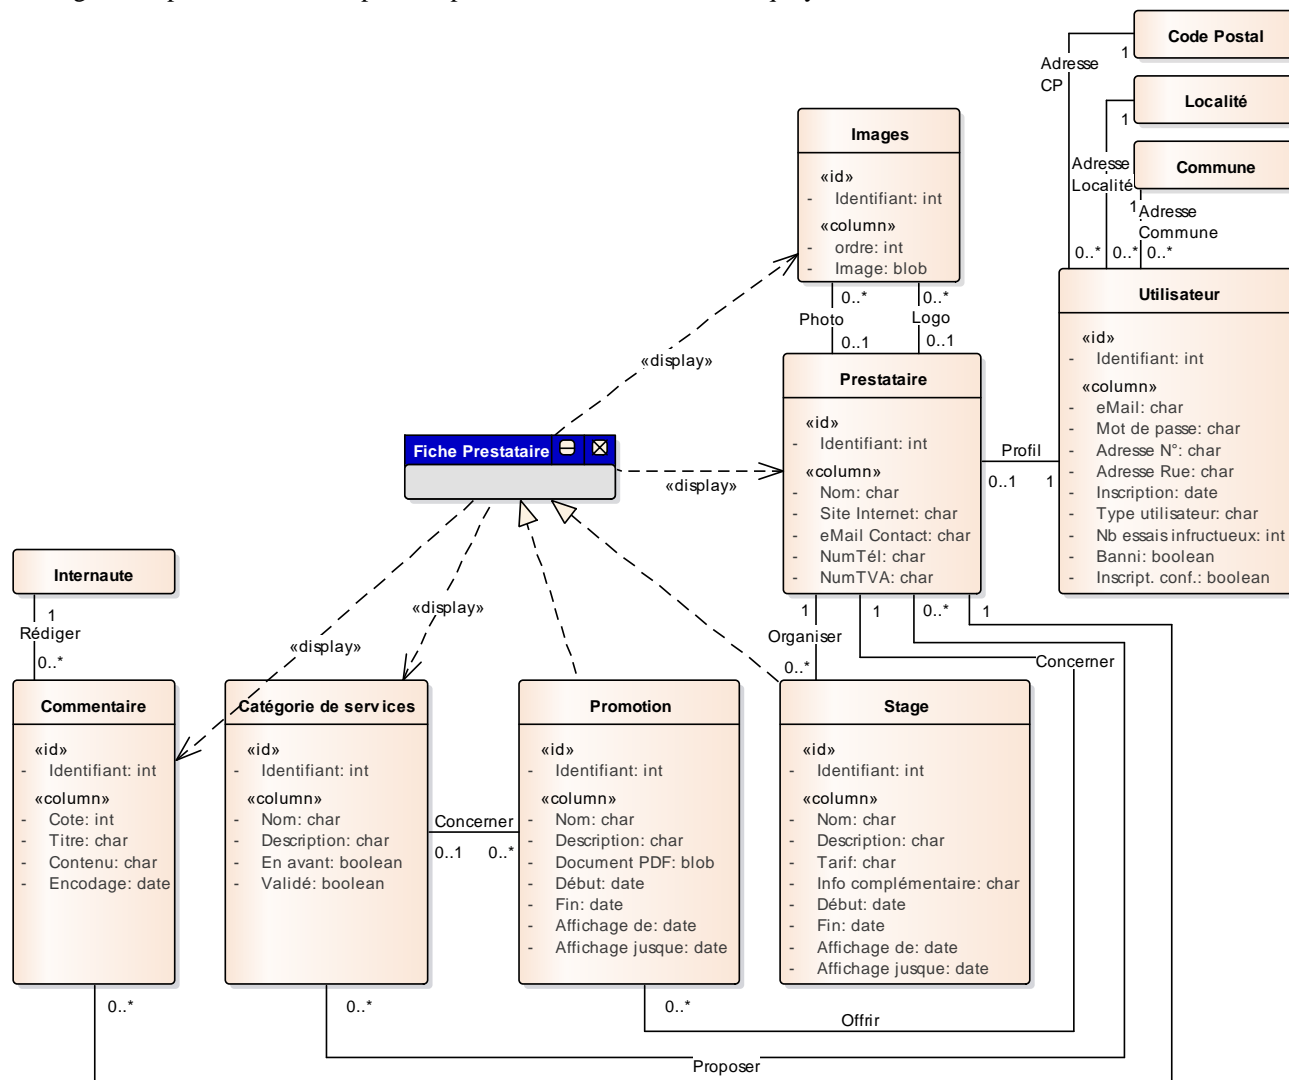 Code Postal
1
Adresse
CP
Localité
1
Adresse
Localité
Commune
1
Adresse
Commune
0..*
0..*
0..*
Images
«id»
- Identifiant: int
«column»
- ordre: int
- Image: blob
0..*
0..*
Photo
Logo
0..1
0..1
«display»
Utilisateur
«id»
- Identifiant: int
«column»
- eMail: char
- Mot de passe: char
- Adresse N°: char
- Adresse Rue: char
- Inscription: date
- Type utilisateur: char
- Nb essais infructueux: int
- Banni: boolean
- Inscript. conf.: boolean
Prestataire
«id»
- Identifiant: int
«column»
- Nom: char
- Site Internet: char
- eMail Contact: char
- NumTél: char
- NumTVA: char
Profil
0..1
1
Fiche Prestataire
«display»
1
1
0..*
1
Organiser
0..*
Concerner
«display»
«display»
Internaute
1
Rédiger
0..*
Commentaire
«id»
- Identifiant: int
«column»
- Cote: int
- Titre: char
- Contenu: char
- Encodage: date
0..*
Catégorie de services
«id»
- Identifiant: int
«column»
- Nom: char
- Description: char
- En avant: boolean
- Validé: boolean
0..*
Concerner
0..1
0..*
Promotion
«id»
- Identifiant: int
«column»
- Nom: char
- Description: char
- Document PDF: blob
- Début: date
- Fin: date
- Affichage de: date
- Affichage jusque: date
0..*
Stage
«id»
- Identifiant: int
«column»
- Nom: char
- Description: char
- Tarif: char
- Info complémentaire: char
- Début: date
- Fin: date
- Affichage de: date
- Affichage jusque: date
Offrir
Proposer